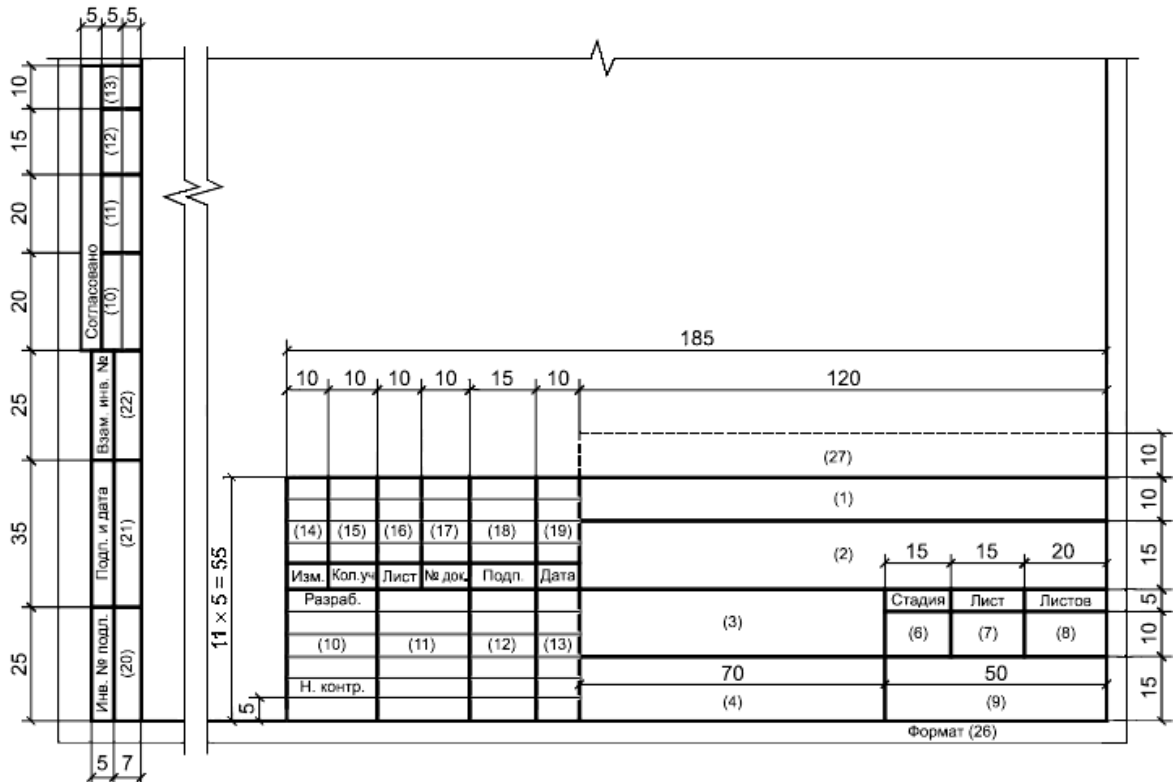 5 5 5
10
15
20
20
25
35
25
(13)
(12)
(11)
(10)
Согласовано
Взам. инв. №
(22)
Подп. и дата
(21)
Инв. № подл.
(20)
5 7
185
10 10 10 10 15 10 120
(27)
10
(1)
10
(14) (15) (16) (17) (18) (19)
(2)
15 15 20
15
Изм. Кол.уч Лист № док. Подп. Дата
Разраб.
Стадия Лист Листов
5
(3)
(6) (7) (8)
10
(10) (11) (12) (13)
Н. контр.
70 50
(4) (9)
15
11 × 5 = 55
5
Формат (26)